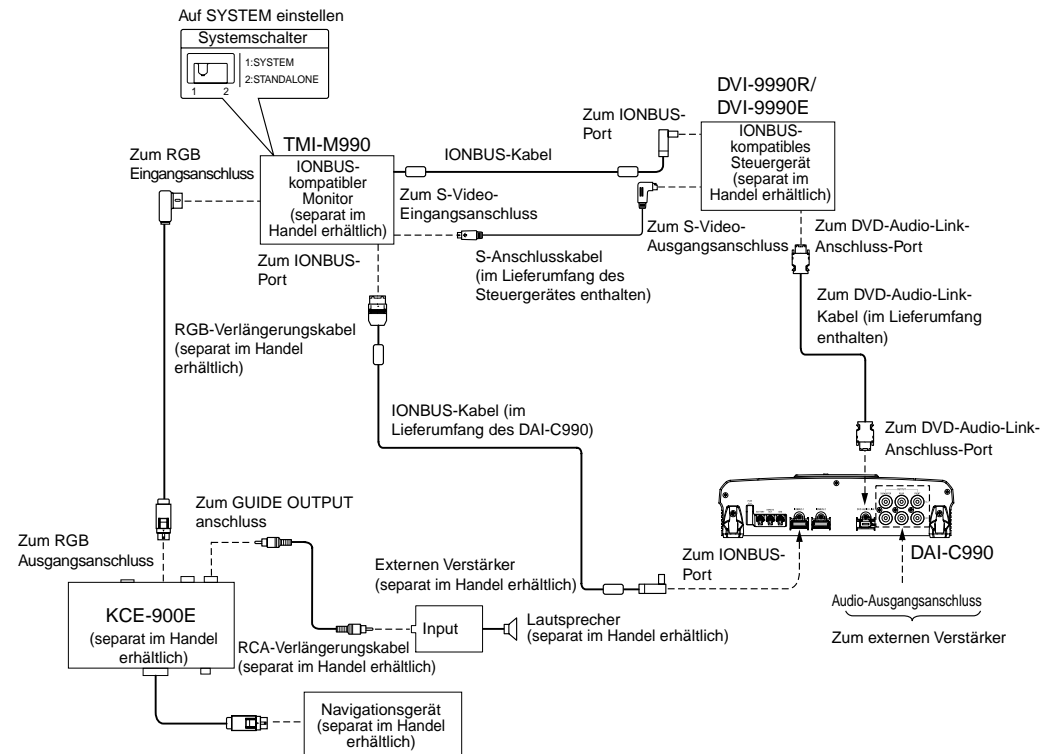 Auf SYSTEM einstellen
Systemschalter
1:SYSTEM
2:STANDALONE
1 2
DVI-9990R/
DVI-9990E
IONBUS-
kompatibles
Steuergerät
(separat im
Handel erhältlich)
Zum IONBUS-
Port
TMI-M990
IONBUS-
kompatibler
Monitor
(separat im
Handel erhältlich)
IONBUS-Kabel
Zum RGB
Eingangsanschluss
Zum S-Video-
Eingangsanschluss
Zum S-Video-
Ausgangsanschluss
Zum DVD-Audio-Link-
Anschluss-Port
Zum IONBUS-
Port
S-Anschlusskabel
(im Lieferumfang des
Steuergerätes enthalten)
Zum DVD-Audio-Link-
Kabel (im Lieferumfang
enthalten)
RGB-Verlängerungskabel
(separat im Handel
erhältlich)
IONBUS-Kabel (im
Lieferumfang des DAI-C990)
Zum DVD-Audio-Link-
Anschluss-Port
Zum GUIDE OUTPUT
anschluss
Zum RGB
Ausgangsanschluss
DAI-C990
Zum IONBUS-
Port
Externen Verstärker
(separat im Handel erhältlich)
Audio-Ausgangsanschluss
Zum externen Verstärker
KCE-900E
(separat im Handel
erhältlich)
Input
Lautsprecher
(separat im Handel erhältlich)
RCA-Verlängerungskabel
(separat im Handel erhältlich)
Navigationsgerät
(separat im Handel
erhältlich)